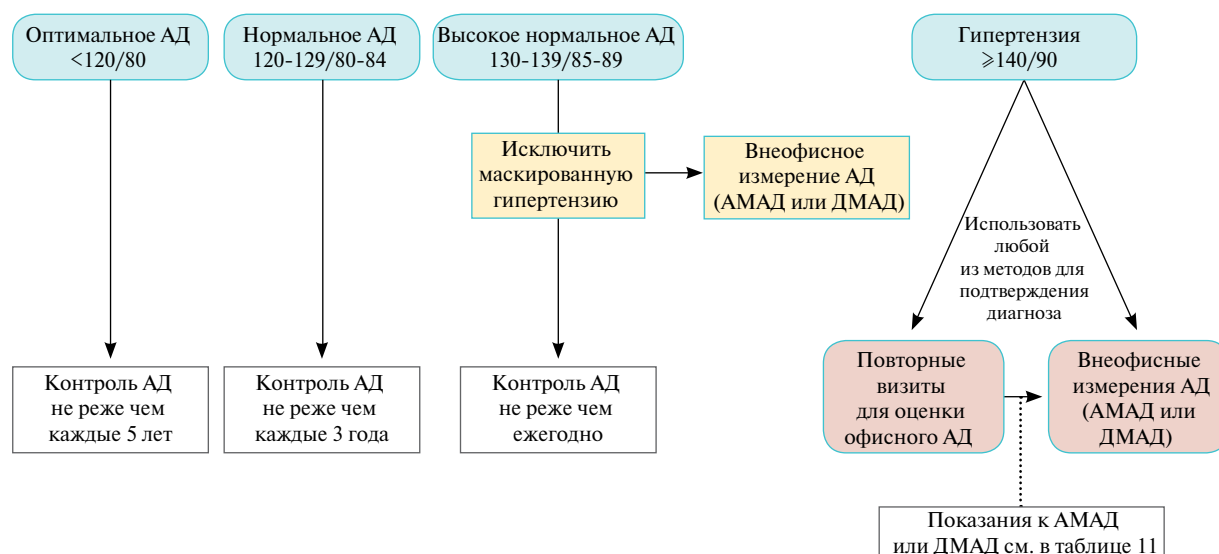 Оптимальное АД
<120/80
Нормальное АД
120-129/80-84
Высокое нормальное АД
130-139/85-89
Гипертензия
⩾140/90
Исключить
маскированную
гипертензию
Внеофисное
измерение АД
(АМАД или ДМАД)
Использовать
любой
из методов для
подтверждения
диагноза
Контроль АД
не реже чем
каждые 5 лет
Контроль АД
не реже чем
каждые 3 года
Контроль АД
не реже чем
ежегодно
Повторные
визиты
для оценки
офисного АД
Внеофисные
измерения АД
(АМАД или
ДМАД)
Показания к АМАД
или ДМАД см. в таблице 11